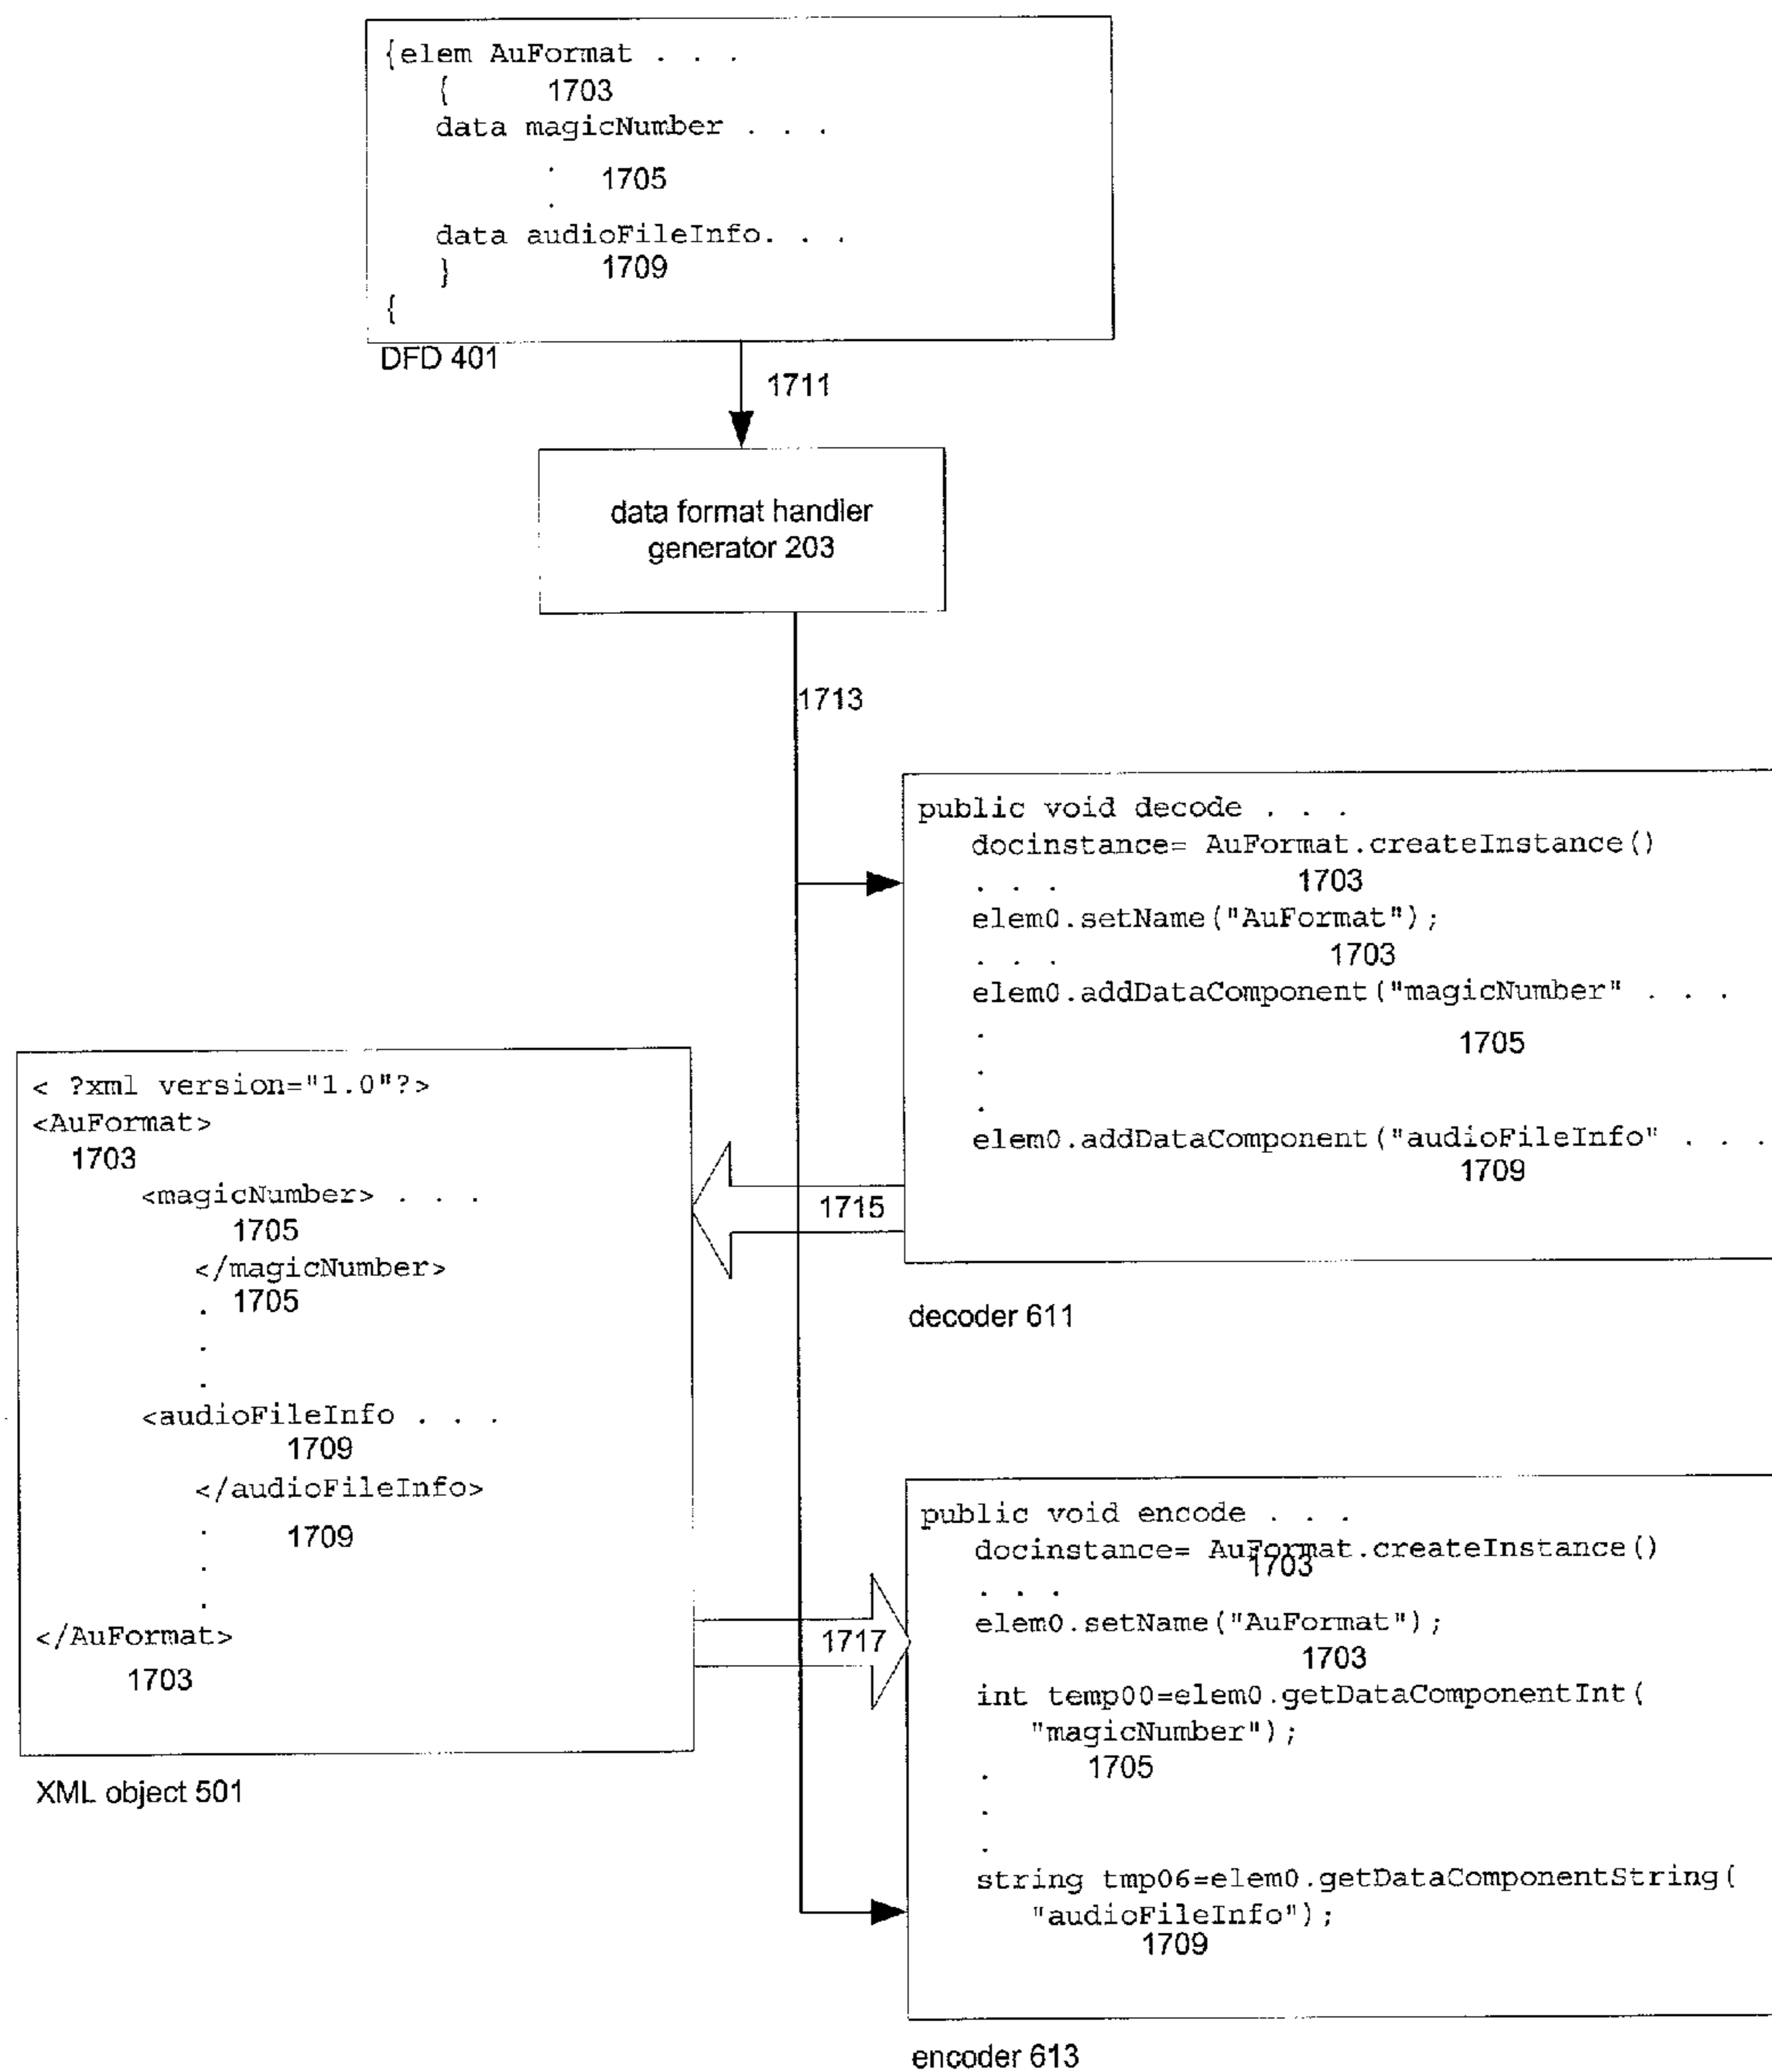 {elem AuFormat . . .
{ 1703
data magicNumber . . .
. 1705
.
data audioFileInfo. . .
} 1709
{
DFD 401
1711
data format handler
generator 203
1713
public void decode . . .
docinstance= AuFormat.createInstance()
. . . 1703
elem0.setName("AuFormat");
. . . 1703
elem0.addDataComponent("magicNumber" . . .
. 1705
.
.
elem0.addDataComponent("audioFileInfo" . . .
1709
decoder 611
1715
< ?xml version="1.0"?>
<AuFormat>
1703
<magicNumber> . . .
1705
</magicNumber>
. 1705
.
.
<audioFileInfo . . .
1709
</audioFileInfo>
. 1709
.
.
</AuFormat>
1703
XML object 501
1717
public void encode . . .
docinstance= AuFormat.createInstance()
1703
. . .
elem0.setName("AuFormat");
1703
int temp00=elem0.getDataComponentInt(
"magicNumber");
. 1705
.
.
string tmp06=elem0.getDataComponentString(
"audioFileInfo");
1709
encoder 613